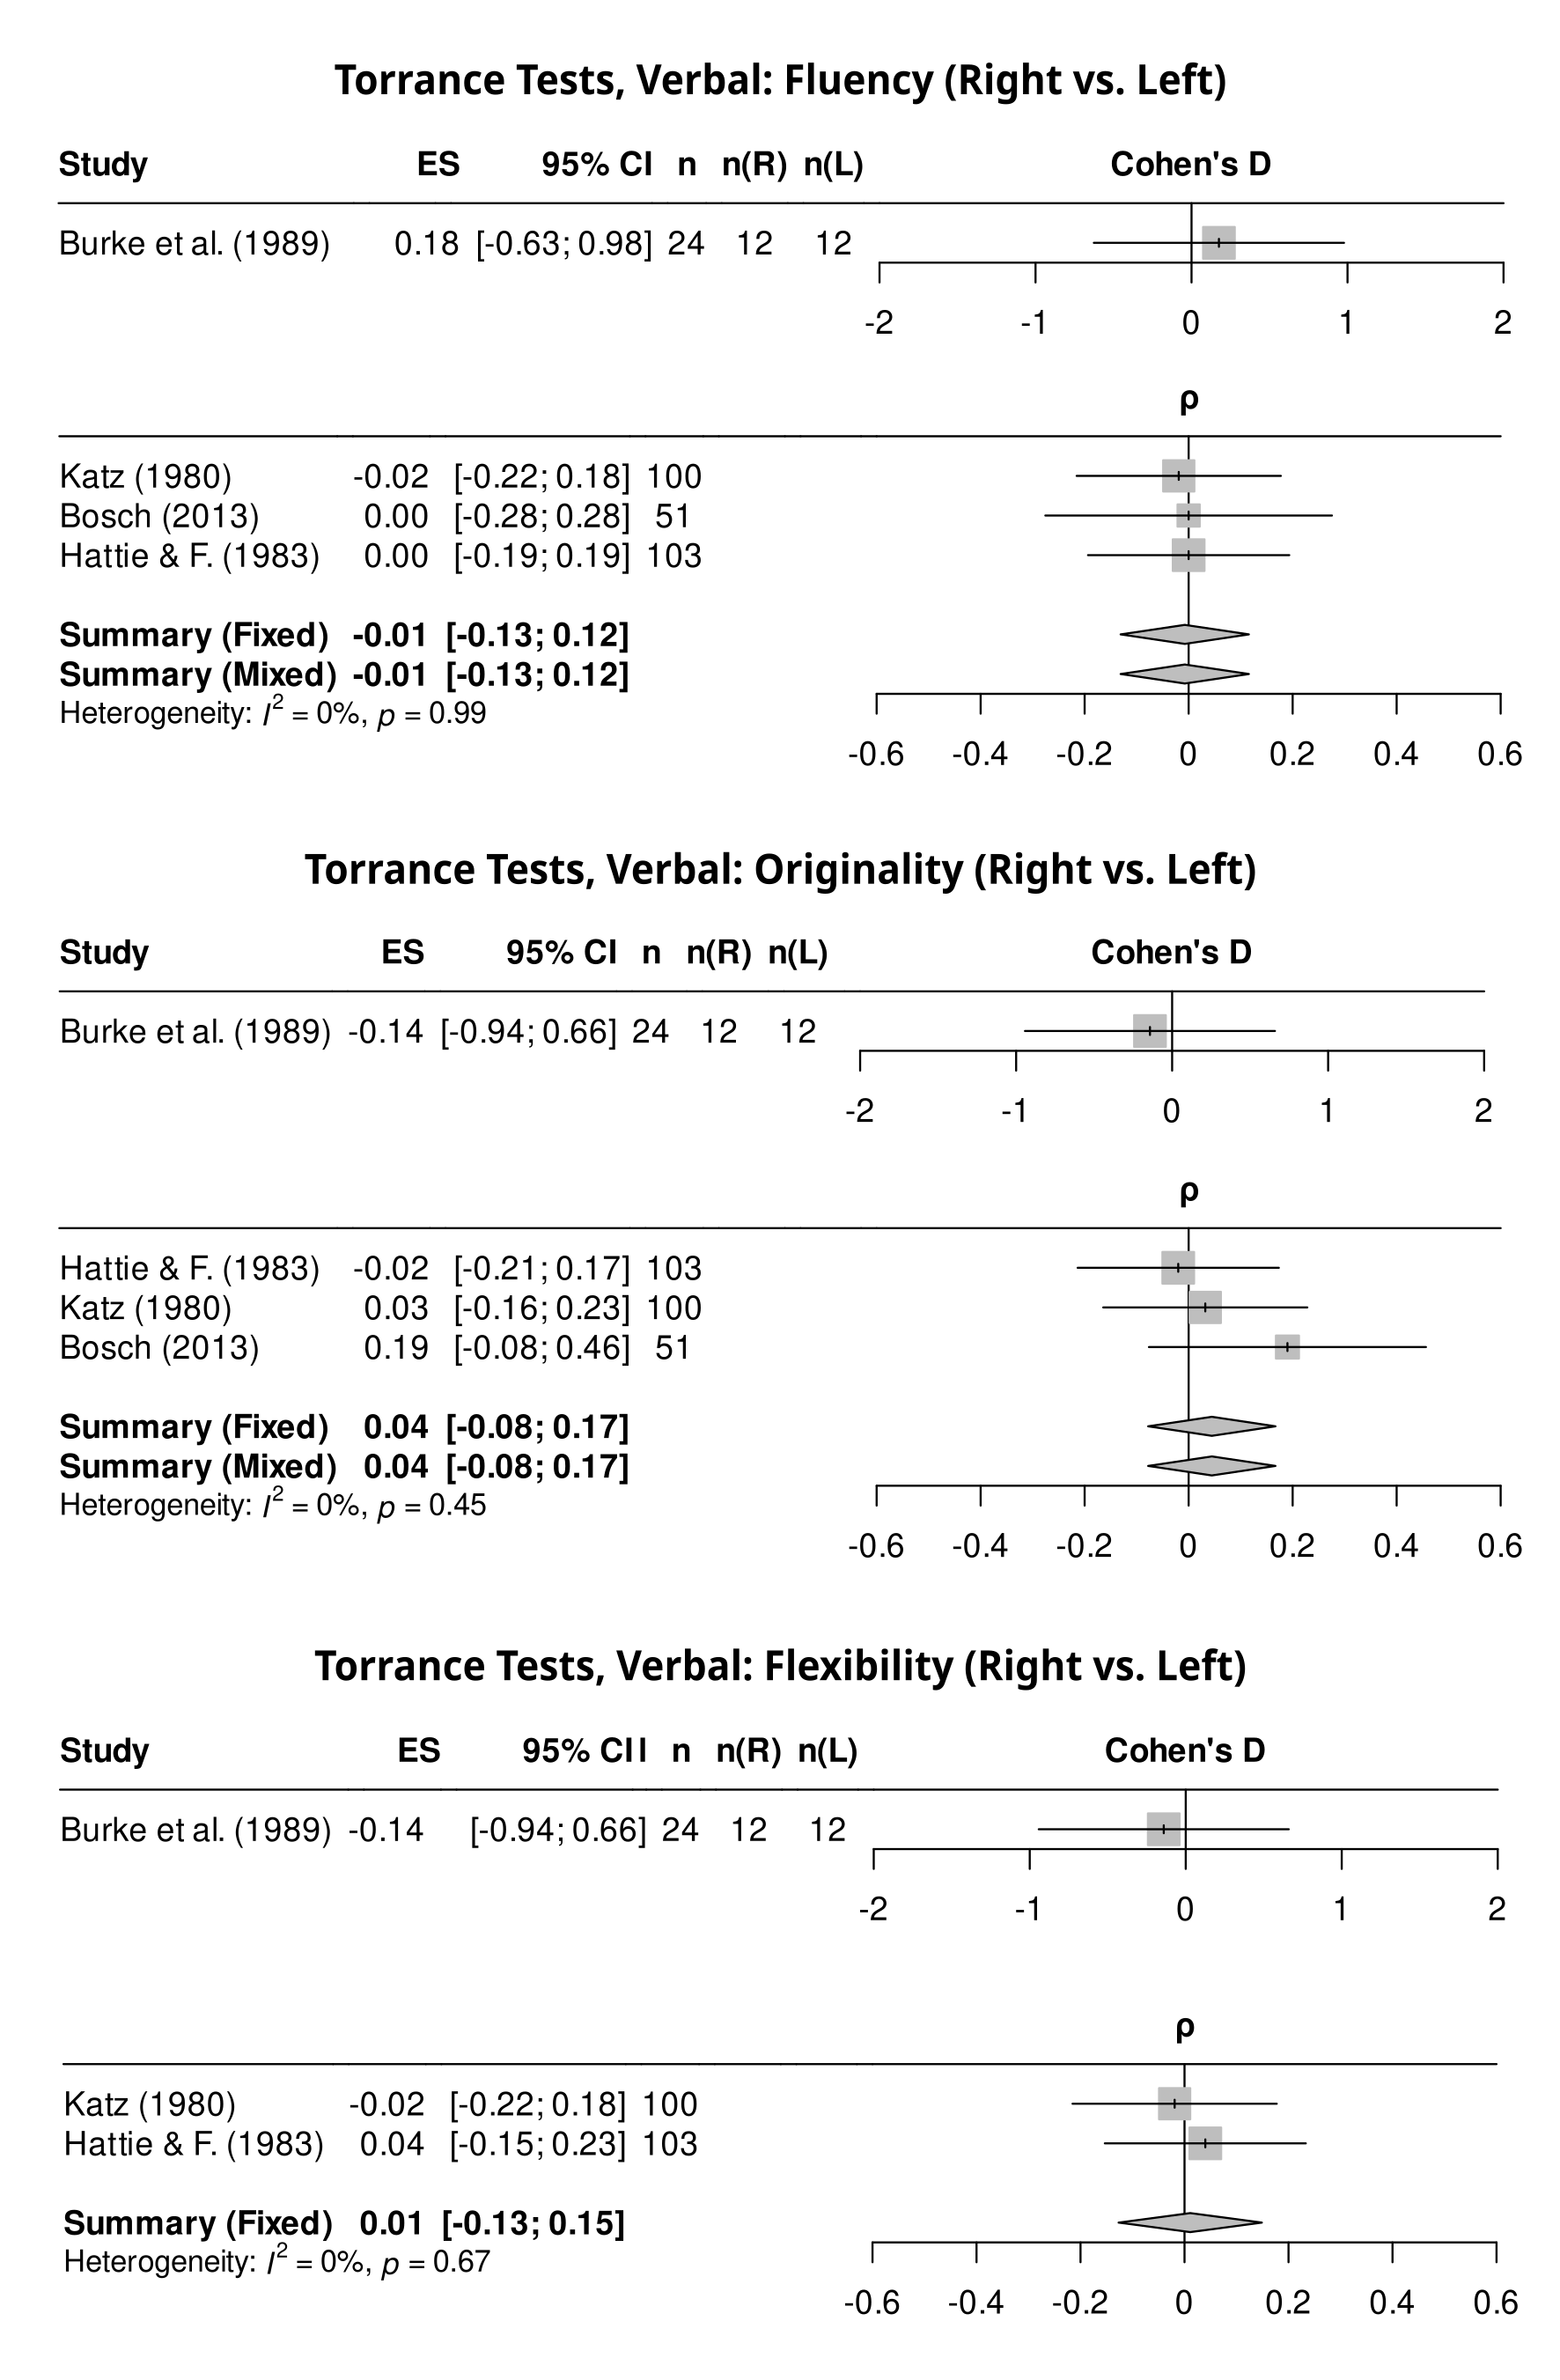 Torrance Tests, Verbal: Fluency (Right vs. Left)
Study ES 95% CI n n(R) n(L) Cohen's D
Burke et al. (1989) 0.18 [-0.63; 0.98] 24 12 12
-2 -1 0 1 2
ρ
Katz (1980) -0.02 [-0.22; 0.18] 100
Bosch (2013) 0.00 [-0.28; 0.28] 51
Hattie & F. (1983) 0.00 [-0.19; 0.19] 103
Summary (Fixed) -0.01 [-0.13; 0.12]
Summary (Mixed) -0.01 [-0.13; 0.12]
Heterogeneity: I² = 0%, p = 0.99
-0.6 -0.4 -0.2 0 0.2 0.4 0.6
Torrance Tests, Verbal: Originality (Right vs. Left)
Study ES 95% CI n n(R) n(L) Cohen's D
Burke et al. (1989) -0.14 [-0.94; 0.66] 24 12 12
-2 -1 0 1 2
ρ
Hattie & F. (1983) -0.02 [-0.21; 0.17] 103
Katz (1980) 0.03 [-0.16; 0.23] 100
Bosch (2013) 0.19 [-0.08; 0.46] 51
Summary (Fixed) 0.04 [-0.08; 0.17]
Summary (Mixed) 0.04 [-0.08; 0.17]
Heterogeneity: I² = 0%, p = 0.45
-0.6 -0.4 -0.2 0 0.2 0.4 0.6
Torrance Tests, Verbal: Flexibility (Right vs. Left)
Study ES 95% CI I n n(R) n(L) Cohen's D
Burke et al. (1989) -0.14 [-0.94; 0.66] 24 12 12
-2 -1 0 1 2
ρ
Katz (1980) -0.02 [-0.22; 0.18] 100
Hattie & F. (1983) 0.04 [-0.15; 0.23] 103
Summary (Fixed) 0.01 [-0.13; 0.15]
Heterogeneity: I² = 0%, p = 0.67
-0.6 -0.4 -0.2 0 0.2 0.4 0.6